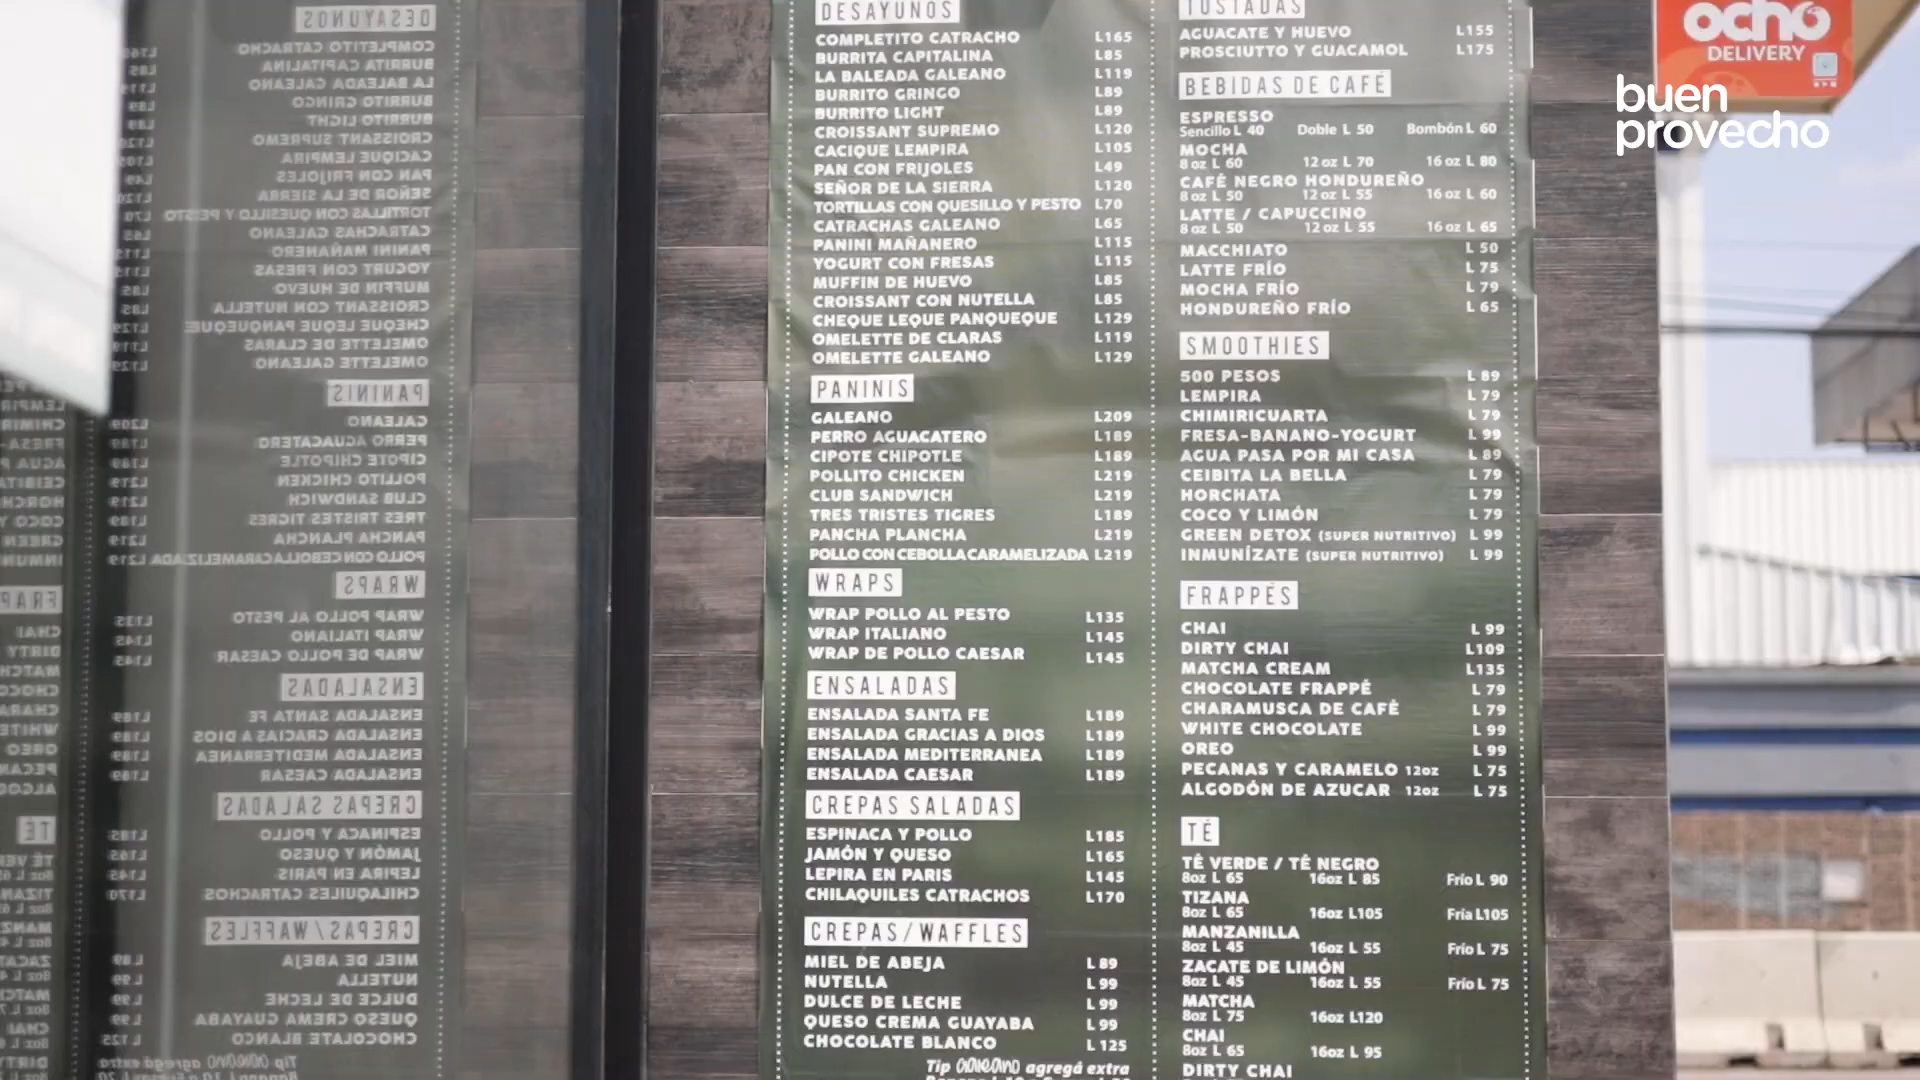 DESAYUNOS
COMPLETITO CATRACHO L165
BURRITA CAPITALINA L85
LA BALEADA GALEANO L119
BURRITO GRINGO L89
BURRITO LIGHT L89
CROISSANT SUPREMO L120
CACIQUE LEMPIRA L105
PAN CON FRIJOLES L49
SEÑOR DE LA SIERRA L120
TORTILLAS CON QUESILLO Y PESTO L70
CATRACHAS GALEANO L65
PANINI MAÑANERO L115
YOGURT CON FRESAS L115
MUFFIN DE HUEVO L85
CROISSANT CON NUTELLA L85
CHEQUE LEQUE PANQUEQUE L129
OMELETTE DE CLARAS L119
OMELETTE GALEANO L129
PANINIS
GALEANO L209
PERRO AGUACATERO L189
CIPOTE CHIPOTLE L189
POLLITO CHICKEN L219
CLUB SANDWICH L219
TRES TRISTES TIGRES L189
PANCHA PLANCHA L219
POLLO CON CEBOLLA CARAMELIZADA L219
WRAPS
WRAP POLLO AL PESTO L135
WRAP ITALIANO L145
WRAP DE POLLO CAESAR L145
ENSALADAS
ENSALADA SANTA FE L189
ENSALADA GRACIAS A DIOS L189
ENSALADA MEDITERRANEA L189
ENSALADA CAESAR L189
CREPAS SALADAS
ESPINACA Y POLLO L185
JAMÓN Y QUESO L165
LEPIRA EN PARIS L145
CHILAQUILES CATRACHOS L170
CREPAS/WAFFLES
MIEL DE ABEJA L 89
NUTELLA L 99
DULCE DE LECHE L 99
QUESO CREMA GUAYABA L 99
CHOCOLATE BLANCO L 125
Tip GALEANO agregá extra
TOSTADAS
AGUACATE Y HUEVO L155
PROSCIUTTO Y GUACAMOL L175
BEBIDAS DE CAFÉ
ESPRESSO
Sencillo L 40 Doble L 50 Bombón L 60
MOCHA
8 oz L 60 12 oz L 70 16 oz L 80
CAFÉ NEGRO HONDUREÑO
8 oz L 50 12 oz L 55 16 oz L 60
LATTE / CAPUCCINO
8 oz L 50 12 oz L 55 16 oz L 65
MACCHIATO L 50
LATTE FRÍO L 75
MOCHA FRÍO L 79
HONDUREÑO FRÍO L 65
SMOOTHIES
500 PESOS L 89
LEMPIRA L 79
CHIMIRICUARTA L 79
FRESA-BANANO-YOGURT L 99
AGUA PASA POR MI CASA L 89
CEIBITA LA BELLA L 79
HORCHATA L 79
COCO Y LIMÓN L 79
GREEN DETOX (SUPER NUTRITIVO) L 99
INMUNÍZATE (SUPER NUTRITIVO) L 99
FRAPPÉS
CHAI L 99
DIRTY CHAI L109
MATCHA CREAM L135
CHOCOLATE FRAPPÉ L 79
CHARAMUSCA DE CAFÉ L 79
WHITE CHOCOLATE L 99
OREO L 99
PECANAS Y CARAMELO 12oz L 75
ALGODÓN DE AZUCAR 12oz L 75
TÉ
TÉ VERDE / TÉ NEGRO
8oz L 65 16oz L 85 Frío L 90
TIZANA
8oz L 65 16oz L105 Fría L105
MANZANILLA
8oz L 45 16oz L 55 Frío L 75
ZACATE DE LIMÓN
8oz L 45 16oz L 55 Frío L 75
MATCHA
8oz L 75 16oz L120
CHAI
8oz L 65 16oz L 95
DIRTY CHAI
ocho
DELIVERY
buen
provecho